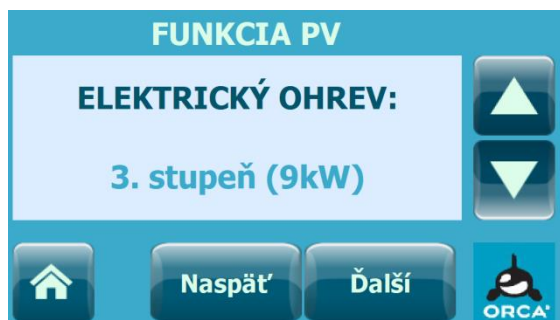 FUNKCIA PV
ELEKTRICKÝ OHREV:
3. stupeň (9kW)
Naspäť
Ďalší
ORCA